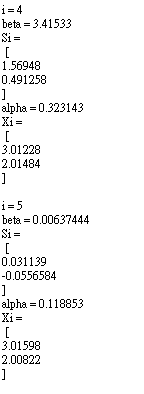 i = 4
beta = 3.41533
Si =
[
1.56948
0.491258
]
alpha = 0.323143
Xi =
[
3.01228
2.01484
]
i = 5
beta = 0.00637444
Si =
[
0.031139
-0.0556584
]
alpha = 0.118853
Xi =
[
3.01598
2.00822
]